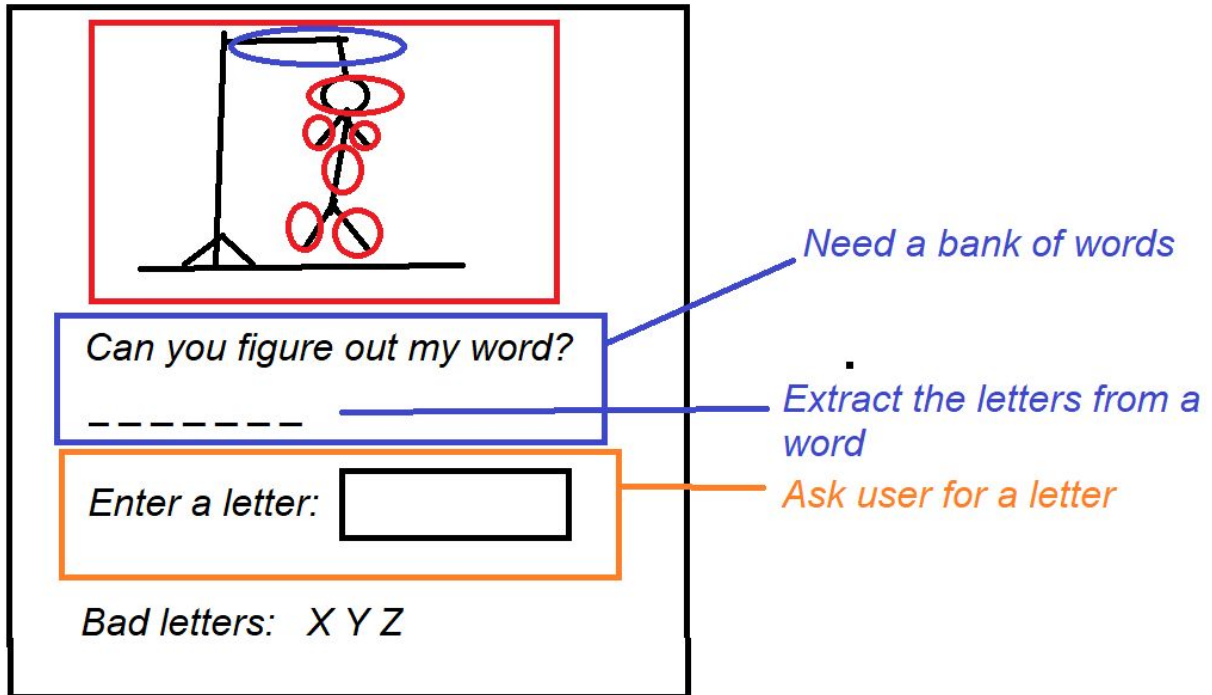 Need a bank of words
Can you figure out my word?
_ _ _ _ _ _ _
Extract the letters from a
word
Enter a letter:
Ask user for a letter
Bad letters: X Y Z